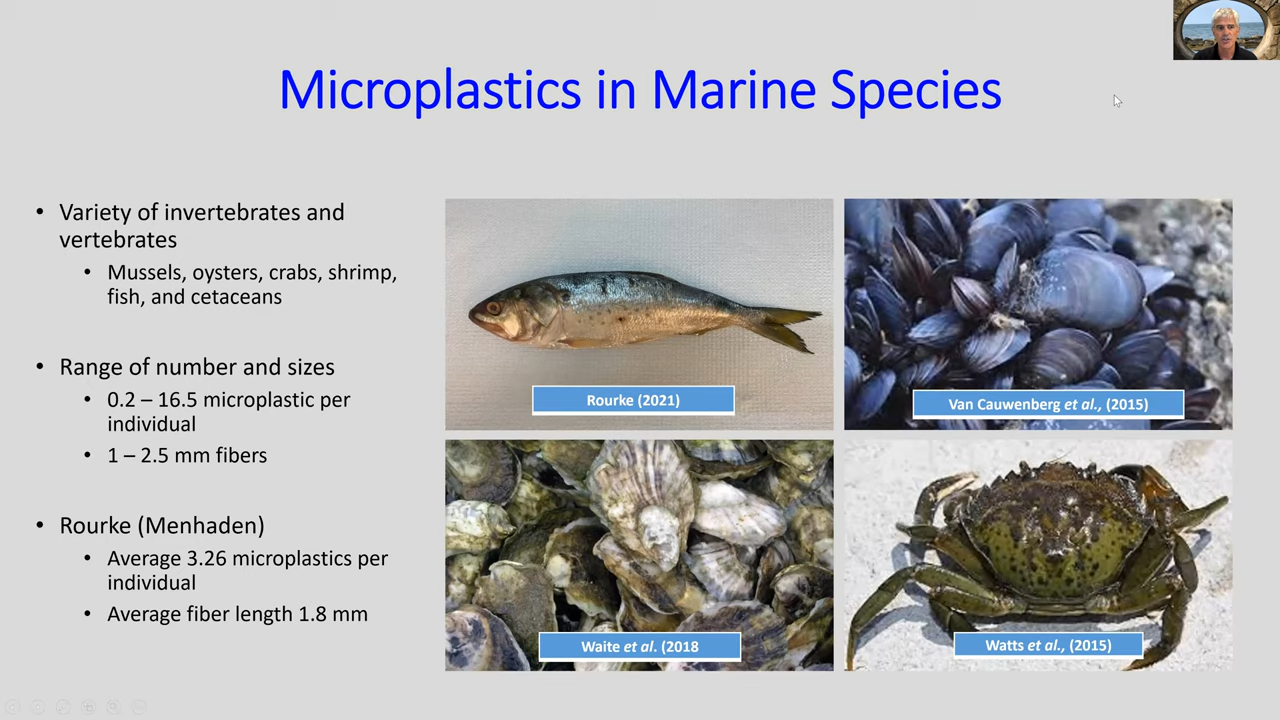 Microplastics in Marine Species
• Variety of invertebrates and
vertebrates
• Mussels, oysters, crabs, shrimp,
fish, and cetaceans
• Range of number and sizes
• 0.2 – 16.5 microplastic per
individual
• 1 – 2.5 mm fibers
• Rourke (Menhaden)
• Average 3.26 microplastics per
individual
• Average fiber length 1.8 mm
Rourke (2021)
Van Cauwenberg et al., (2015)
Waite et al. (2018
Watts et al., (2015)